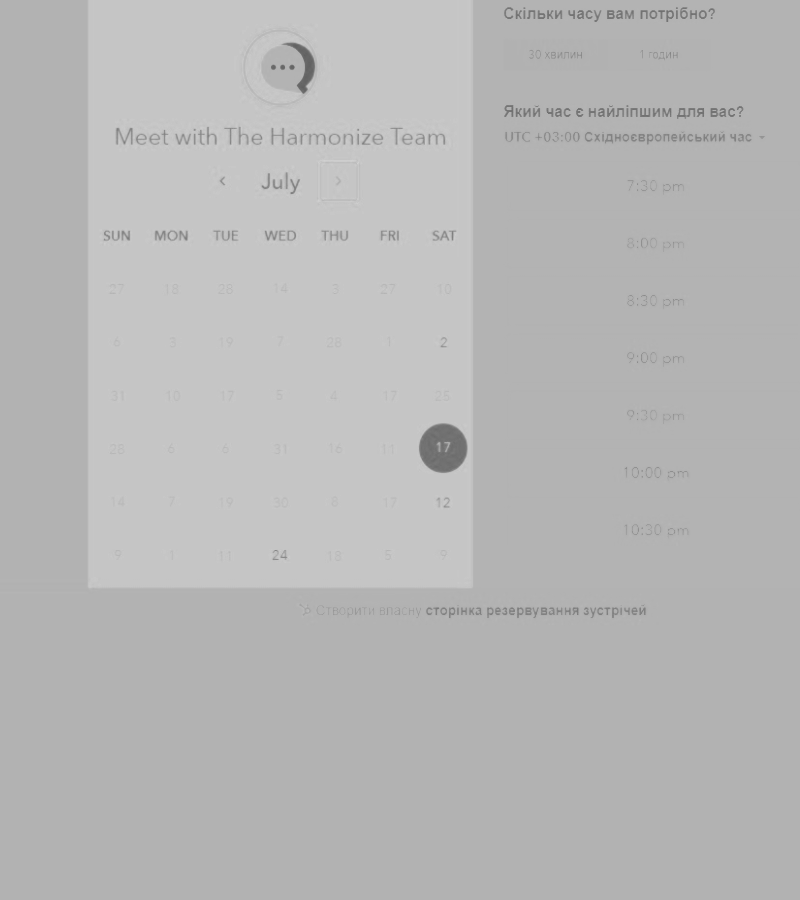 Meet with The Harmonize Team
July
SUN MON TUE WED THU FRI SAT
27 18 28 14 3 27 10
6 3 19 7 28 1 2
31 10 17 5 4 17 25
28 6 6 31 16 11 17
14 7 19 30 8 17 12
9 1 11 24 18 5 9
Скільки часу вам потрібно?
30 хвилин 1 годин
Який час є найліпшим для вас?
UTC +03:00 Східноєвропейський час
7:30 pm
8:00 pm
8:30 pm
9:00 pm
9:30 pm
10:00 pm
10:30 pm
Створити власну сторінка резервування зустрічей